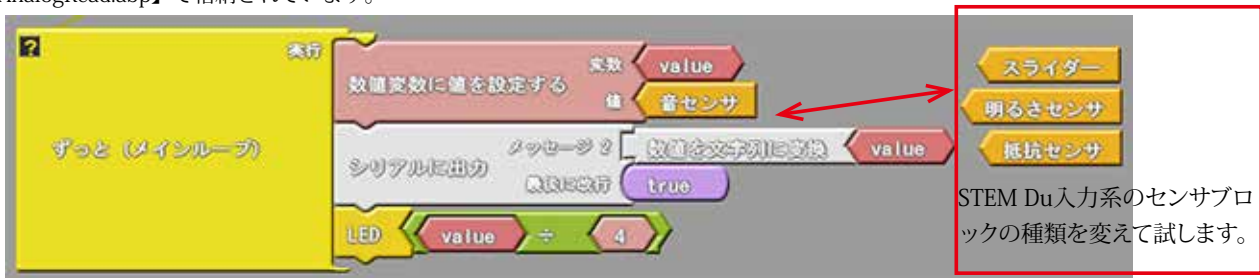 AnalogRead.abp】で格納されています。
実行
数値変数に値を設定する
変数 value
値 音センサ
ずっと（メインループ）
シリアルに出力
メッセージ 2 数値を文字列に変換 value
最後に改行 true
LED value ÷ 4
スライダー
明るさセンサ
抵抗センサ
STEM Du入力系のセンサブロ
ックの種類を変えて試します。